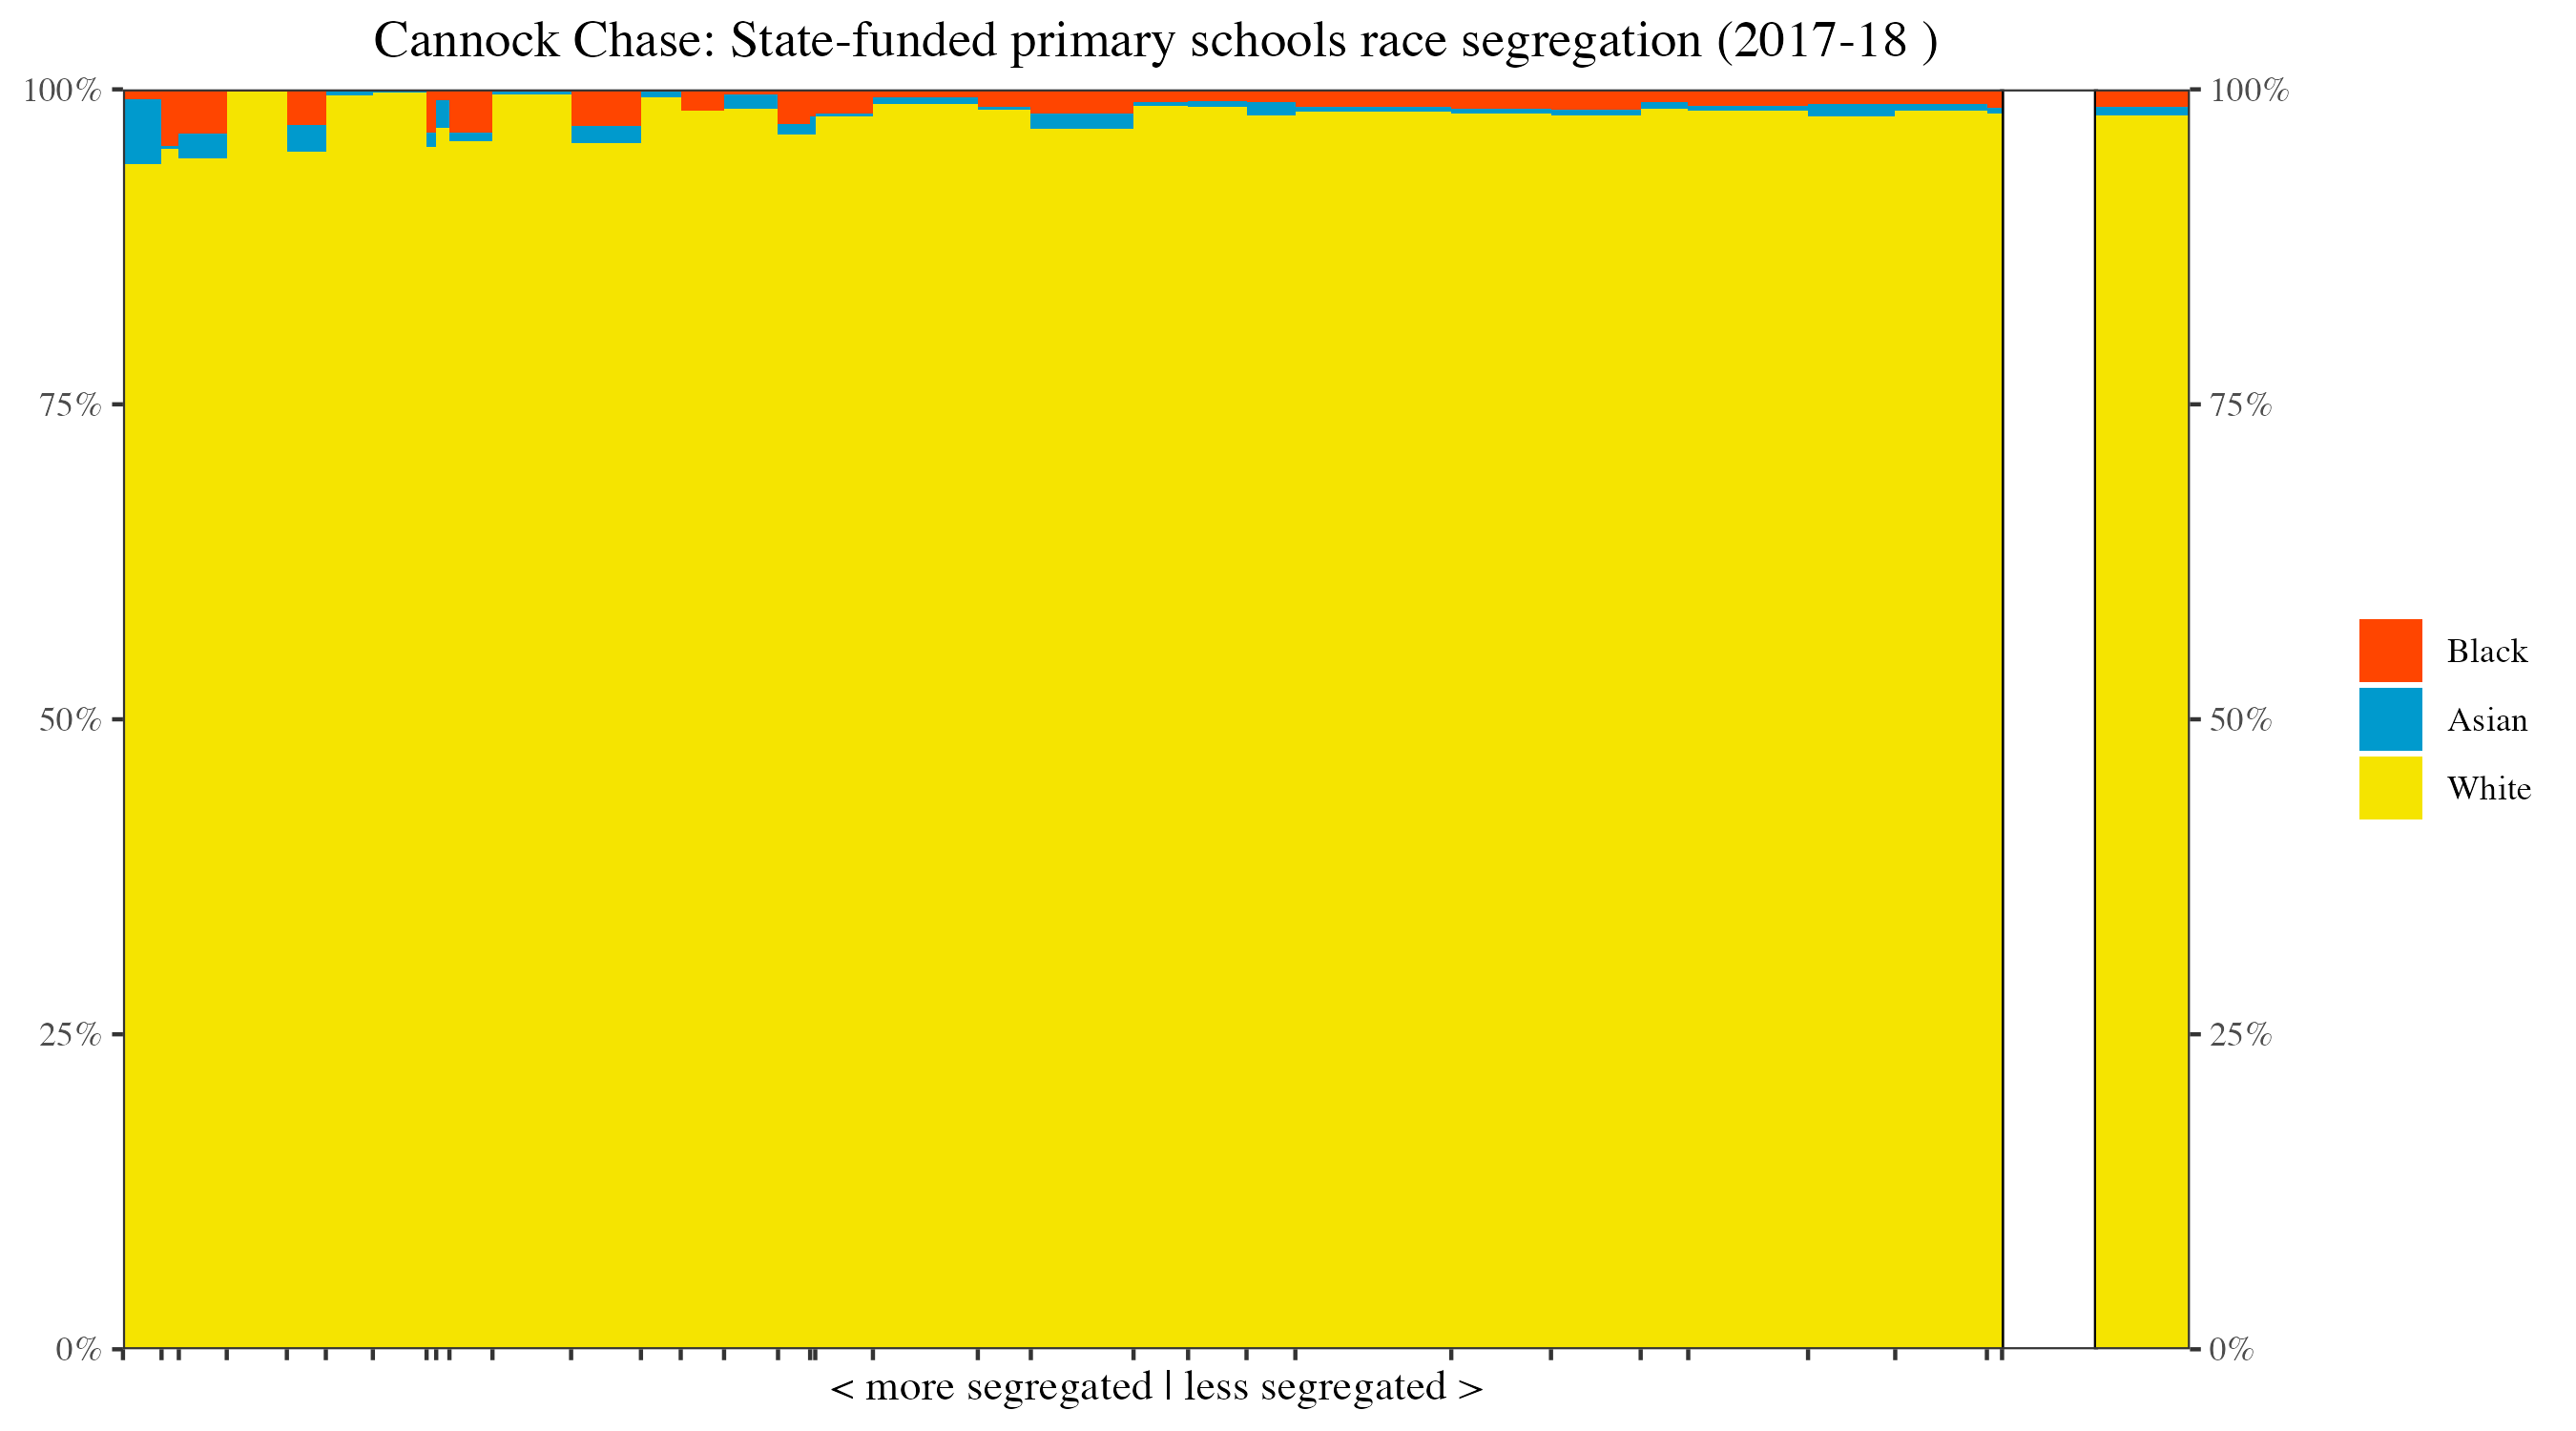 Cannock Chase: State-funded primary schools race segregation (2017-18 )
100%
75%
50%
25%
0%
100%
75%
50%
25%
0%
Black
Asian
White
< more segregated | less segregated >